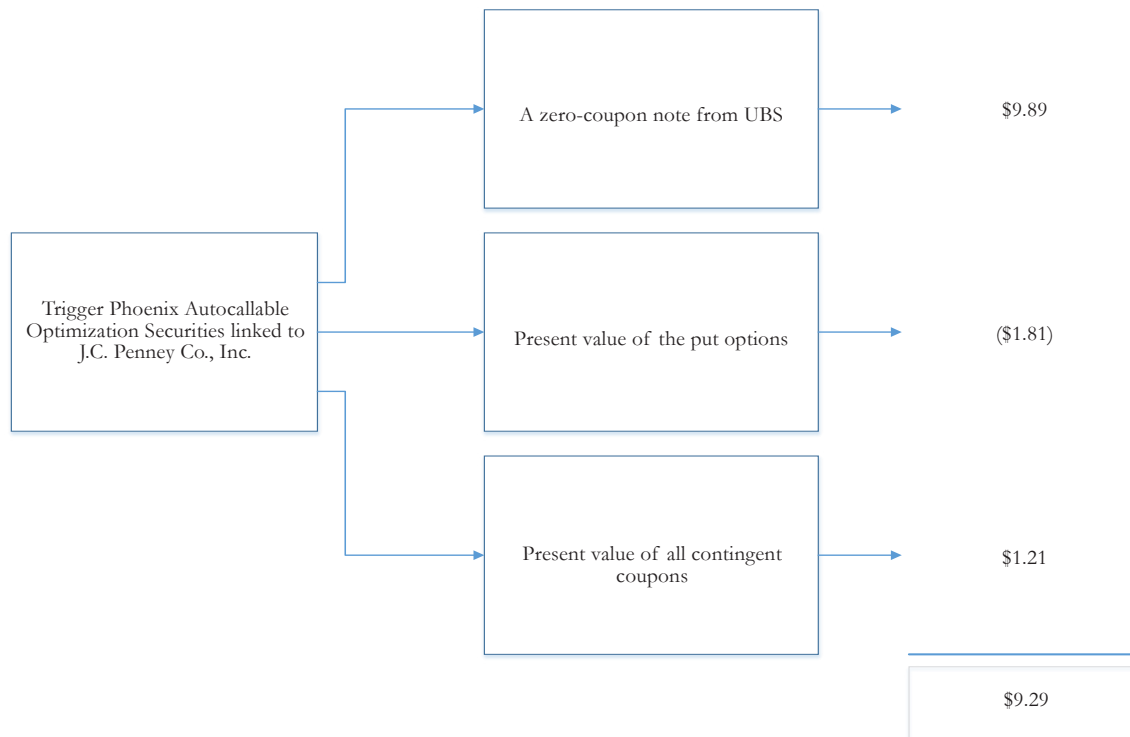 A zero-coupon note from UBS
$9.89
Trigger Phoenix Autocallable
Optimization Securities linked to
J.C. Penney Co., Inc.
Present value of the put options
($1.81)
Present value of all contingent
coupons
$1.21
$9.29